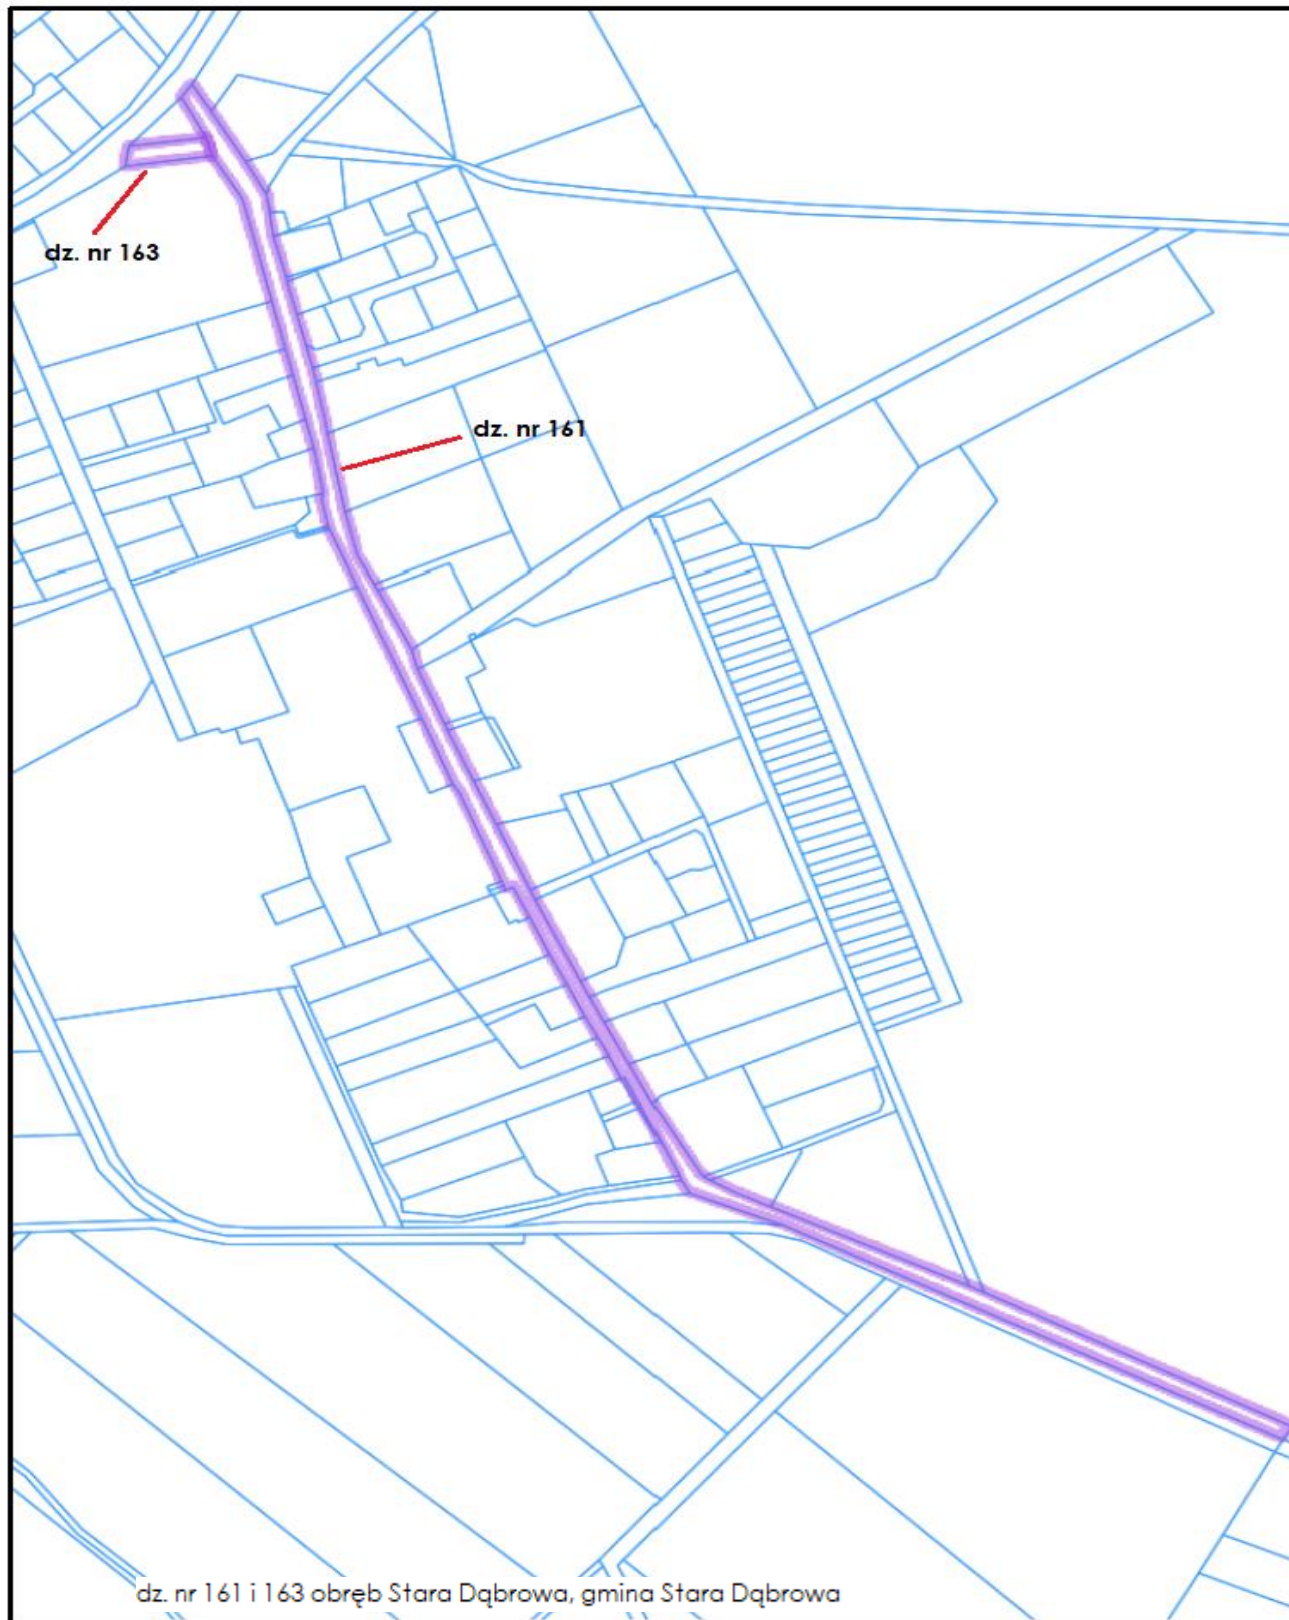 dz. nr 163
dz. nr 161
dz. nr 161 i 163 obręb Stara Dąbrowa, gmina Stara Dąbrowa